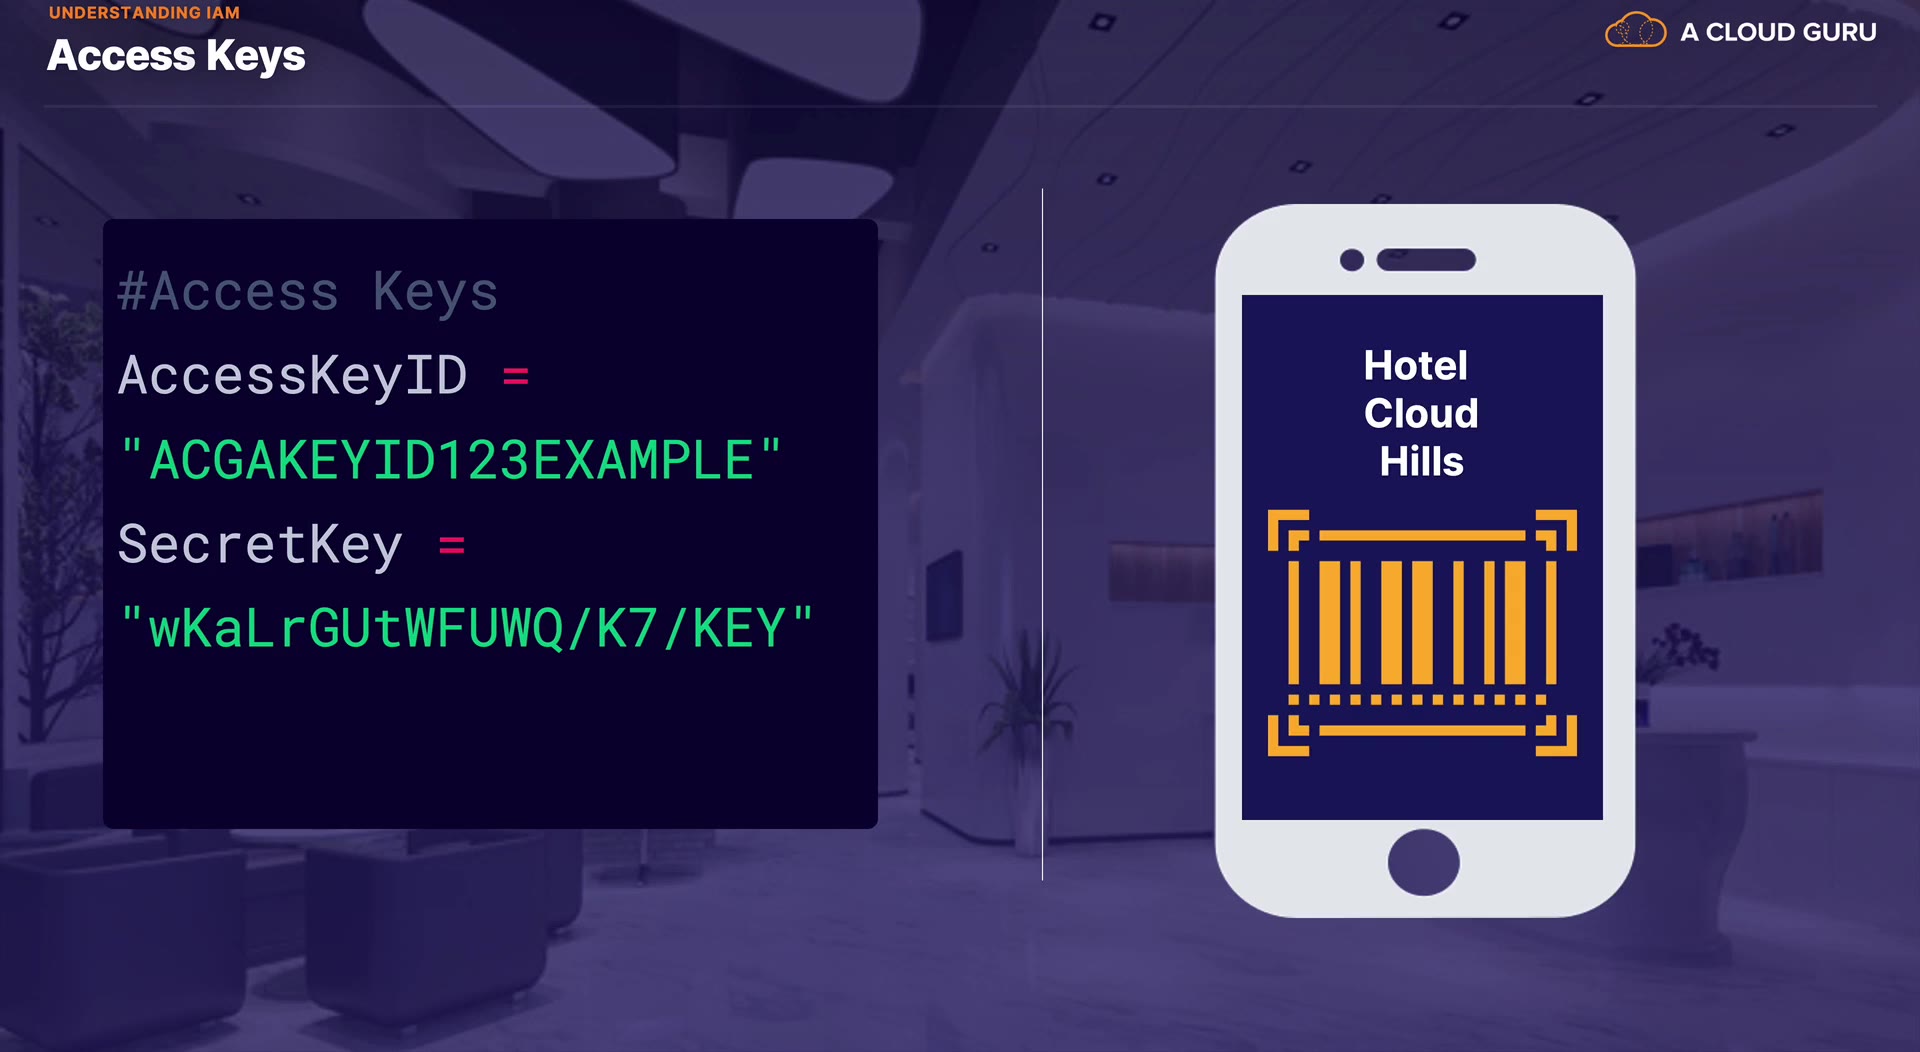 UNDERSTANDING IAM
Access Keys
A CLOUD GURU
#Access Keys
AccessKeyID =
"ACGAKEYID123EXAMPLE"
SecretKey =
"wKaLrGUtWFUWQ/K7/KEY"
Hotel
Cloud
Hills